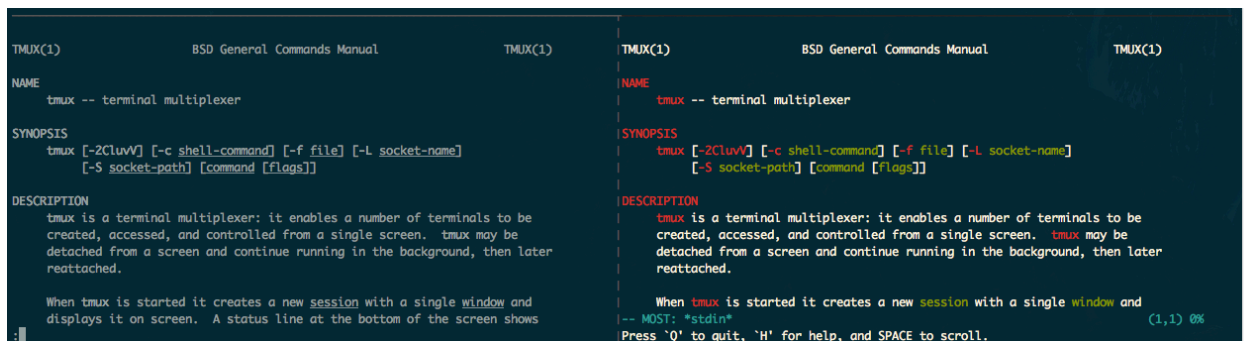 TMUX(1) BSD General Commands Manual TMUX(1)
NAME
tmux -- terminal multiplexer
SYNOPSIS
tmux [-2CluvV] [-c shell-command] [-f file] [-L socket-name]
[-S socket-path] [command [flags]]
DESCRIPTION
tmux is a terminal multiplexer: it enables a number of terminals to be
created, accessed, and controlled from a single screen. tmux may be
detached from a screen and continue running in the background, then later
reattached.
When tmux is started it creates a new session with a single window and
displays it on screen. A status line at the bottom of the screen shows
:
TMUX(1) BSD General Commands Manual TMUX(1)
NAME
tmux -- terminal multiplexer
SYNOPSIS
tmux [-2CluvV] [-c shell-command] [-f file] [-L socket-name]
[-S socket-path] [command [flags]]
DESCRIPTION
tmux is a terminal multiplexer: it enables a number of terminals to be
created, accessed, and controlled from a single screen. tmux may be
detached from a screen and continue running in the background, then later
reattached.
When tmux is started it creates a new session with a single window and
-- MOST: *stdin* (1,1) 0%
Press `Q' to quit, `H' for help, and SPACE to scroll.